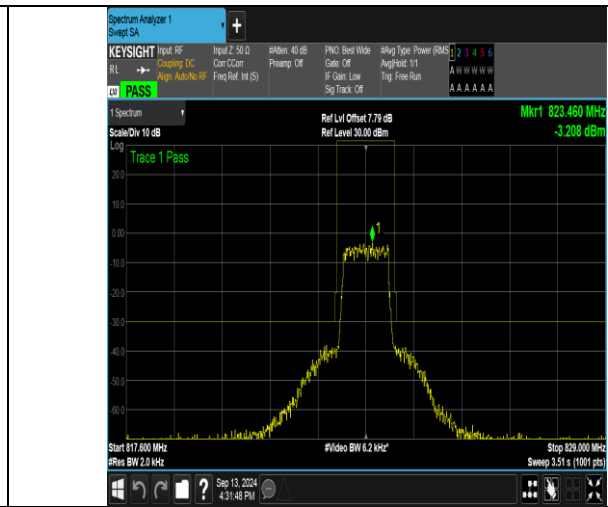 Spectrum Analyzer 1
Swept SA
+
KEYSIGHT Input: RF Input Z: 50 Ω #Atten: 40 dB PNO: Best Wide #Avg Type: Power (RMS 1 2 3 4 5 6
RL Coupling: DC Corr CCorr Preamp: Off Gate: Off Avg|Hold: 1/1 A W W W W W
Align: Auto/No RF Freq Ref: Int (S) IF Gain: Low Trig: Free Run
LXI PASS Sig Track: Off A A A A A A
1 Spectrum Ref Lvl Offset 7.79 dB Mkr1 823.460 MHz
Scale/Div 10 dB Ref Level 30.00 dBm -3.208 dBm
Log
Trace 1 Pass
20.0
10.0
0.00
1
-10.0
-20.0
-30.0
-40.0
-50.0
-60.0
Start 817.600 MHz #Video BW 6.2 kHz* Stop 829.000 MHz
#Res BW 2.0 kHz Sweep 3.51 s (1001 pts)
? Sep 13, 2024
4:31:48 PM